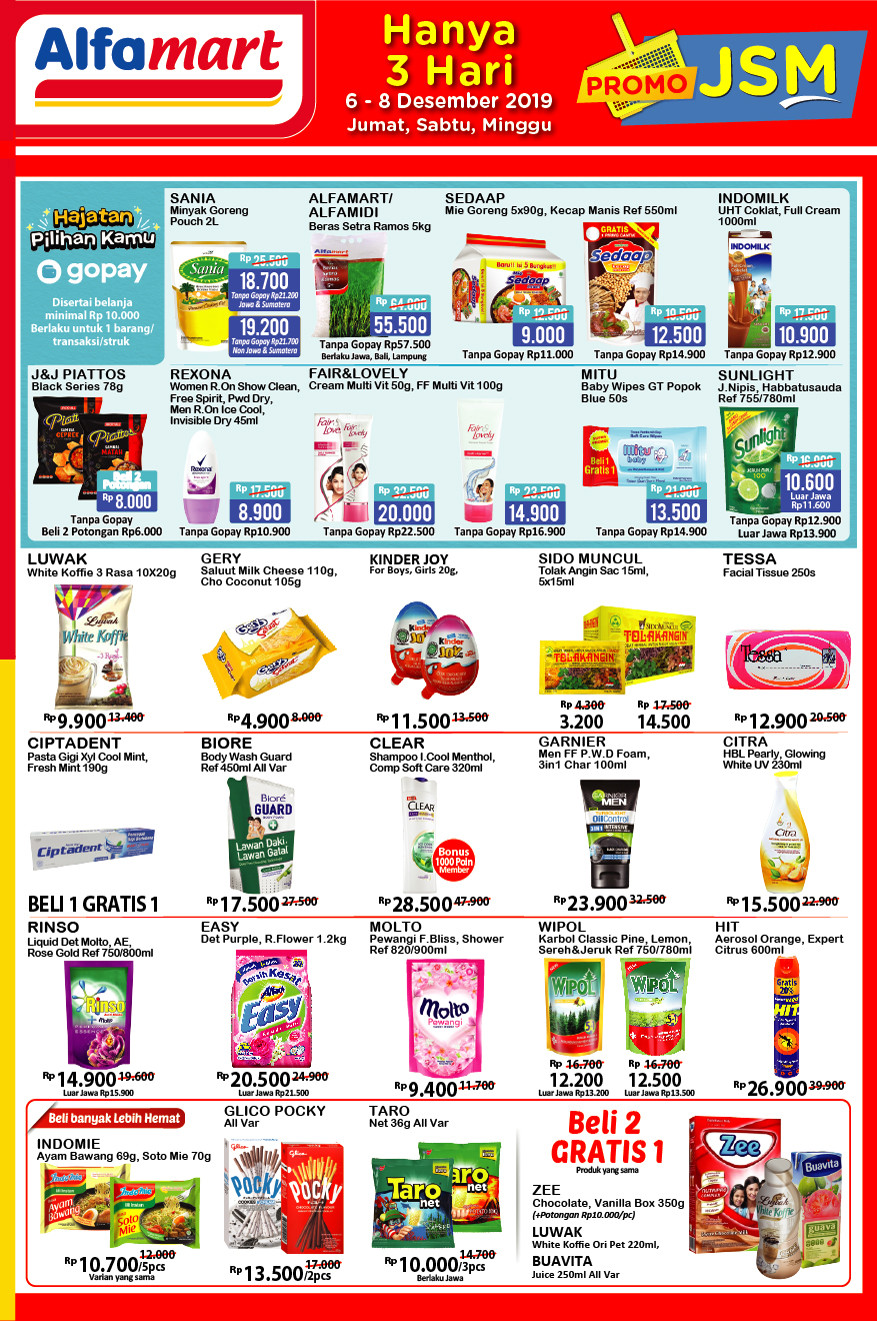 Alfamart
Hanya
3 Hari
6 - 8 Desember 2019
Jumat, Sabtu, Minggu
PROMO JSM
Hajatan
Pilihan Kamu
gopay
Disertai belanja
minimal Rp 10.000
Berlaku untuk 1 barang/
transaksi/struk
SANIA
Minyak Goreng
Pouch 2L
Rp 25.500
18.700
Tanpa Gopay Rp21.200
Jawa & Sumatera
19.200
Tanpa Gopay Rp21.700
Non Jawa & Sumatera
ALFAMART/
ALFAMIDI
Beras Setra Ramos 5kg
Rp 64.000
55.500
Tanpa Gopay Rp57.500
Berlaku Jawa, Bali, Lampung
SEDAAP
Mie Goreng 5x90g, Kecap Manis Ref 550ml
Rp 12.500
9.000
Tanpa Gopay Rp11.000
Rp 19.500
12.500
Tanpa Gopay Rp14.900
INDOMILK
UHT Coklat, Full Cream
1000ml
Rp 17.500
10.900
Tanpa Gopay Rp12.900
J&J PIATTOS
Black Series 78g
beli 2
Potongan
Rp 8.000
Tanpa Gopay
Beli 2 Potongan Rp6.000
REXONA
Women R.On Show Clean,
Free Spirit, Pwd Dry,
Men R.On Ice Cool,
Invisible Dry 45ml
Rp 17.500
8.900
Tanpa Gopay Rp10.900
FAIR&LOVELY
Cream Multi Vit 50g, FF Multi Vit 100g
Rp 32.500
20.000
Tanpa Gopay Rp22.500
Rp 23.500
14.900
Tanpa Gopay Rp16.900
MITU
Baby Wipes GT Popok
Blue 50s
Beli 1
Gratis 1
Rp 21.900
13.500
Tanpa Gopay Rp14.900
SUNLIGHT
J.Nipis, Habbatusauda
Ref 755/780ml
Rp 16.900
10.600
Luar Jawa
Rp11.600
Tanpa Gopay Rp12.900
Luar Jawa Rp13.900
LUWAK
White Koffie 3 Rasa 10X20g
Rp 9.900 13.400
GERY
Saluut Milk Cheese 110g,
Cho Coconut 105g
Rp 4.900 8.000
KINDER JOY
For Boys, Girls 20g,
Rp 11.500 13.500
SIDO MUNCUL
Tolak Angin Sac 15ml,
5x15ml
Rp 4.300
3.200
Rp 17.500
14.500
TESSA
Facial Tissue 250s
Rp 12.900 20.500
CIPTADENT
Pasta Gigi Xyl Cool Mint,
Fresh Mint 190g
BELI 1 GRATIS 1
BIORE
Body Wash Guard
Ref 450ml All Var
Rp 17.500 27.500
CLEAR
Shampoo I.Cool Menthol,
Comp Soft Care 320ml
Bonus
1000 Poin
Member
Rp 28.500 47.900
GARNIER
Men FF P.W.D Foam,
3in1 Char 100ml
Rp 23.900 32.500
CITRA
HBL Pearly, Glowing
White UV 230ml
Rp 15.500 22.900
RINSO
Liquid Det Molto, AE,
Rose Gold Ref 750/800ml
Rp 14.900 19.600
Luar Jawa Rp15.900
EASY
Det Purple, R.Flower 1.2kg
Rp 20.500 24.900
Luar Jawa Rp21.500
MOLTO
Pewangi F.Bliss, Shower
Ref 820/900ml
Rp 9.400 11.700
WIPOL
Karbol Classic Pine, Lemon,
Sereh&Jeruk Ref 750/780ml
Rp 16.700
12.200
Luar Jawa Rp13.200
Rp 16.700
12.500
Luar Jawa Rp13.500
HIT
Aerosol Orange, Expert
Citrus 600ml
Rp 26.900 39.900
Beli banyak Lebih Hemat
INDOMIE
Ayam Bawang 69g, Soto Mie 70g
12.000
Rp 10.700/5pcs
Varian yang sama
GLICO POCKY
All Var
17.000
Rp 13.500/2pcs
TARO
Net 36g All Var
14.700
Rp 10.000/3pcs
Berlaku Jawa
Beli 2
GRATIS 1
Produk yang sama
ZEE
Chocolate, Vanilla Box 350g
(+Potongan Rp10.000/pc)
LUWAK
White Koffie Ori Pet 220ml,
BUAVITA
Juice 250ml All Var